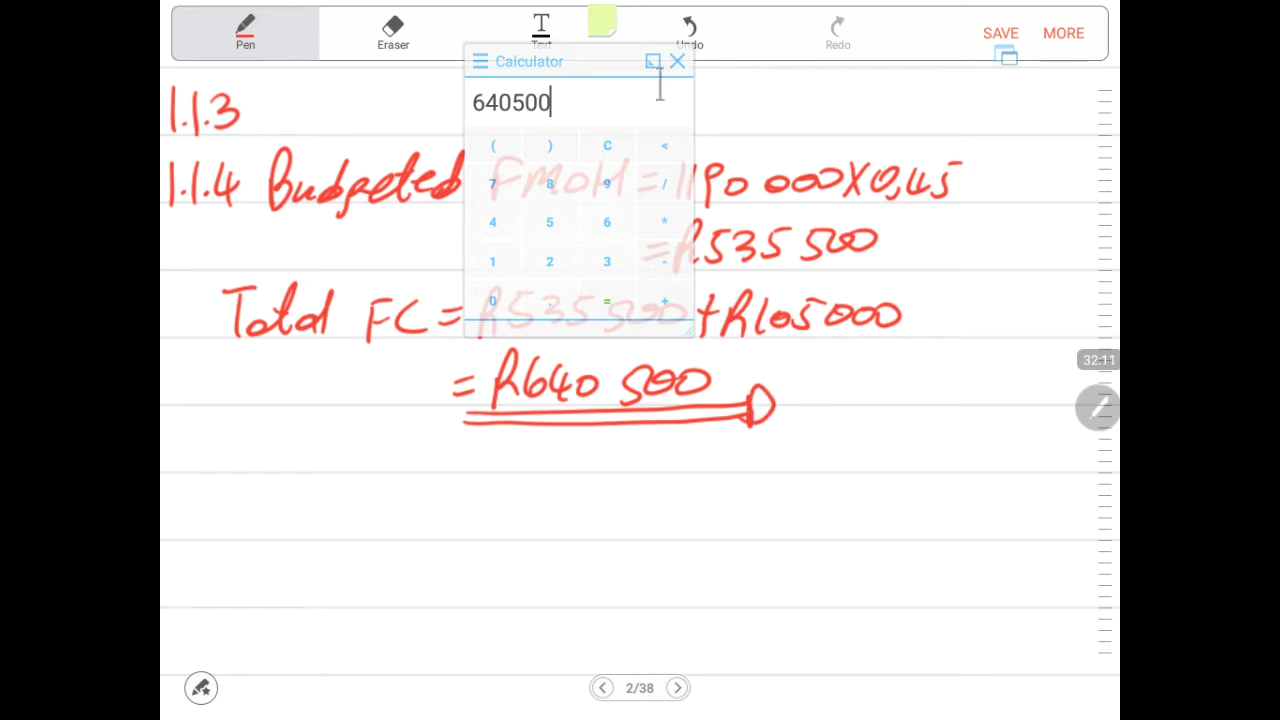 Pen Eraser Text Undo Redo SAVE MORE
Calculator
640500
( ) C <
7 8 9 /
4 5 6 *
1 2 3 -
0 . = +
1.1.3
1.1.4 Budgeted FMOH = 1190 000 X 0,45
= R535 500
Total FC = R535 500 + R105000
= R640 500
32:11
2/38